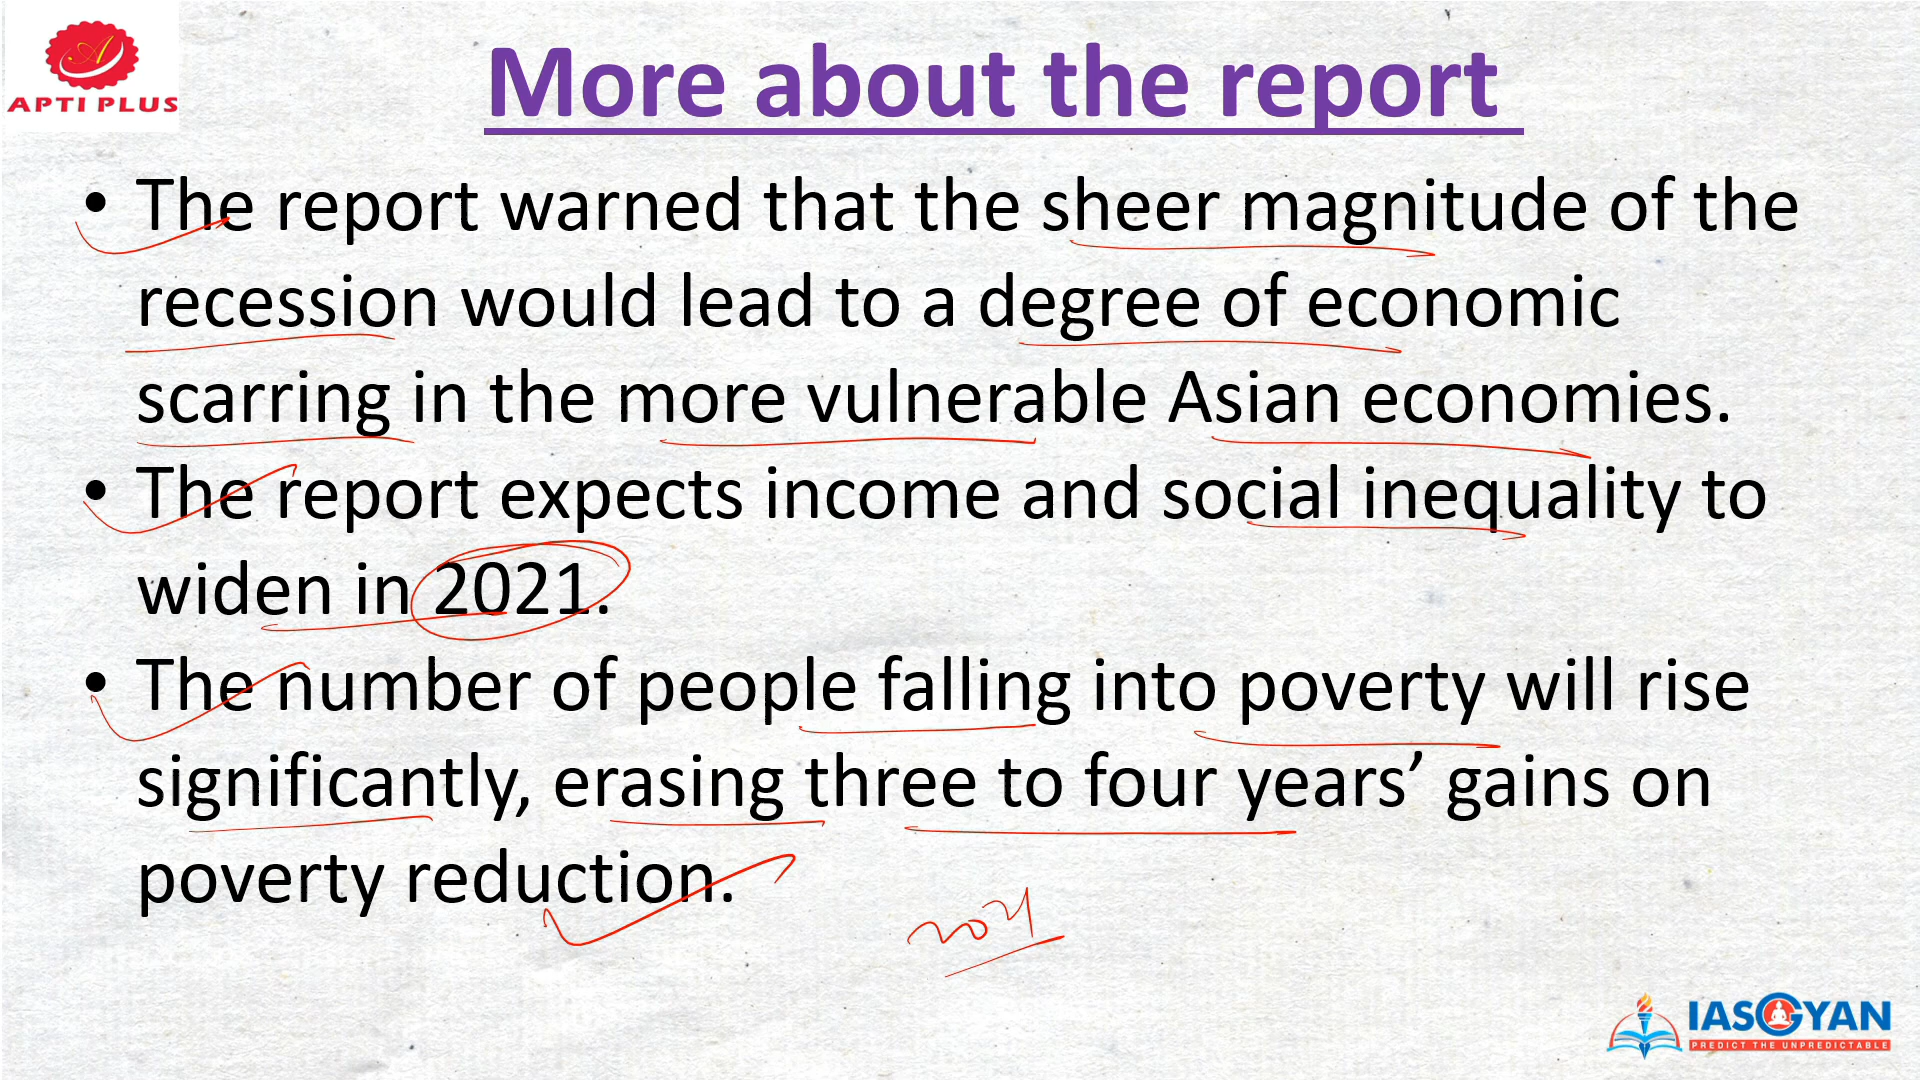 APTI PLUS
More about the report
• The report warned that the sheer magnitude of the
recession would lead to a degree of economic
scarring in the more vulnerable Asian economies.
• The report expects income and social inequality to
widen in 2021.
• The number of people falling into poverty will rise
significantly, erasing three to four years’ gains on
poverty reduction.
2021
IASGYAN
PREDICT THE UNPREDICTABLE